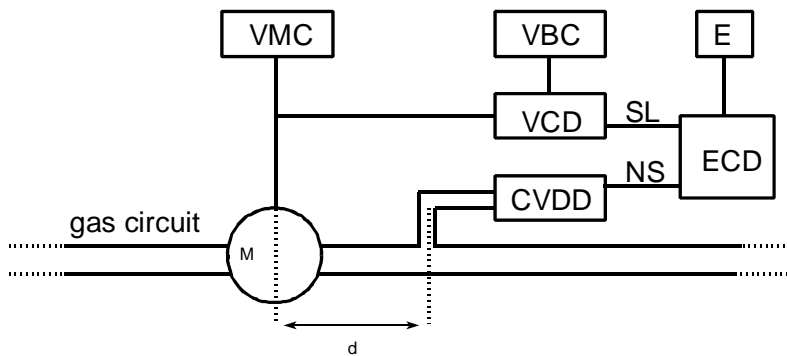 VMC
VBC
E
VCD
SL
ECD
NS
CVDD
gas circuit
M
d